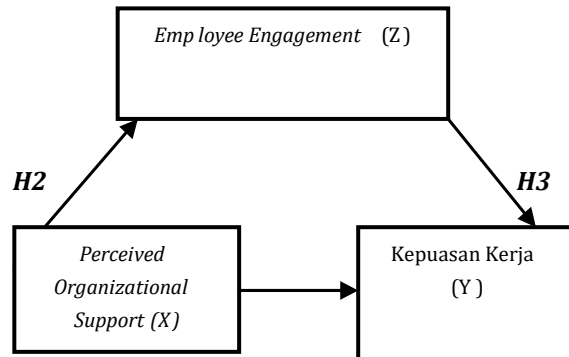 Emp loyee Engagement (Z)
H2
H3
Perceived
Organizational
Support (X)
Kepuasan Kerja
(Y )